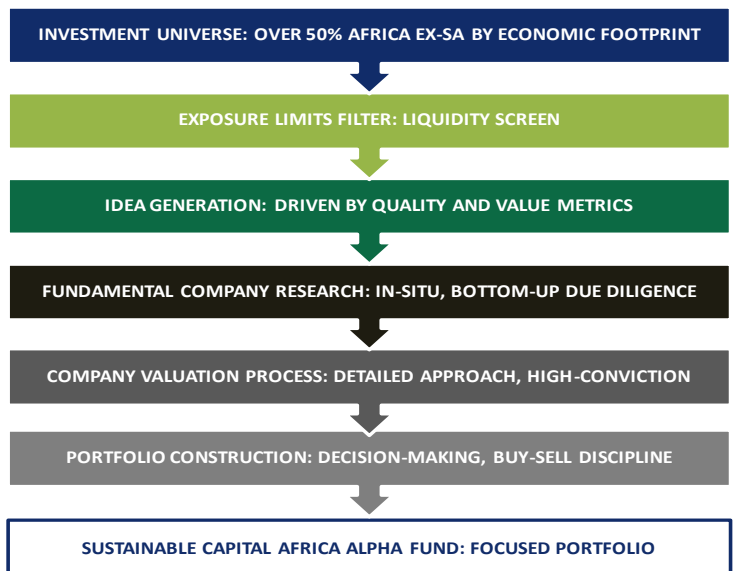 INVESTMENT UNIVERSE: OVER 50% AFRICA EX-SA BY ECONOMIC FOOTPRINT
EXPOSURE LIMITS FILTER: LIQUIDITY SCREEN
IDEA GENERATION: DRIVEN BY QUALITY AND VALUE METRICS
FUNDAMENTAL COMPANY RESEARCH: IN-SITU, BOTTOM-UP DUE DILIGENCE
COMPANY VALUATION PROCESS: DETAILED APPROACH, HIGH-CONVICTION
PORTFOLIO CONSTRUCTION: DECISION-MAKING, BUY-SELL DISCIPLINE
SUSTAINABLE CAPITAL AFRICA ALPHA FUND: FOCUSED PORTFOLIO